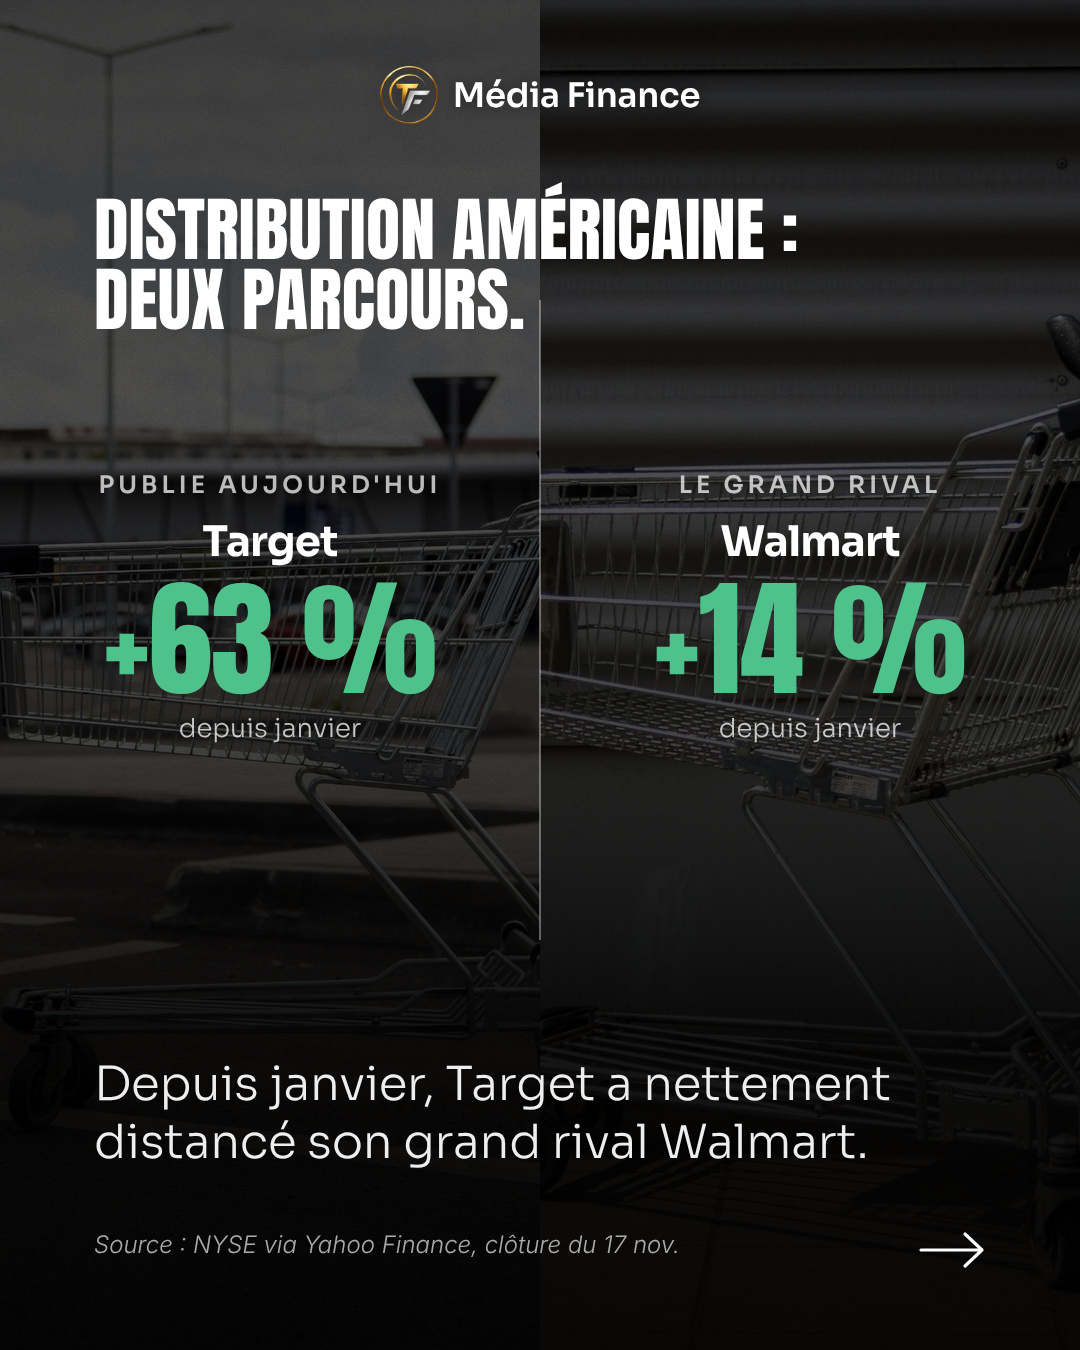 TF Média Finance
DISTRIBUTION AMÉRICAINE :
DEUX PARCOURS.
PUBLIE AUJOURD'HUI
Target
+63 %
depuis janvier
LE GRAND RIVAL
Walmart
+14 %
depuis janvier
Depuis janvier, Target a nettement
distancé son grand rival Walmart.
Source : NYSE via Yahoo Finance, clôture du 17 nov.